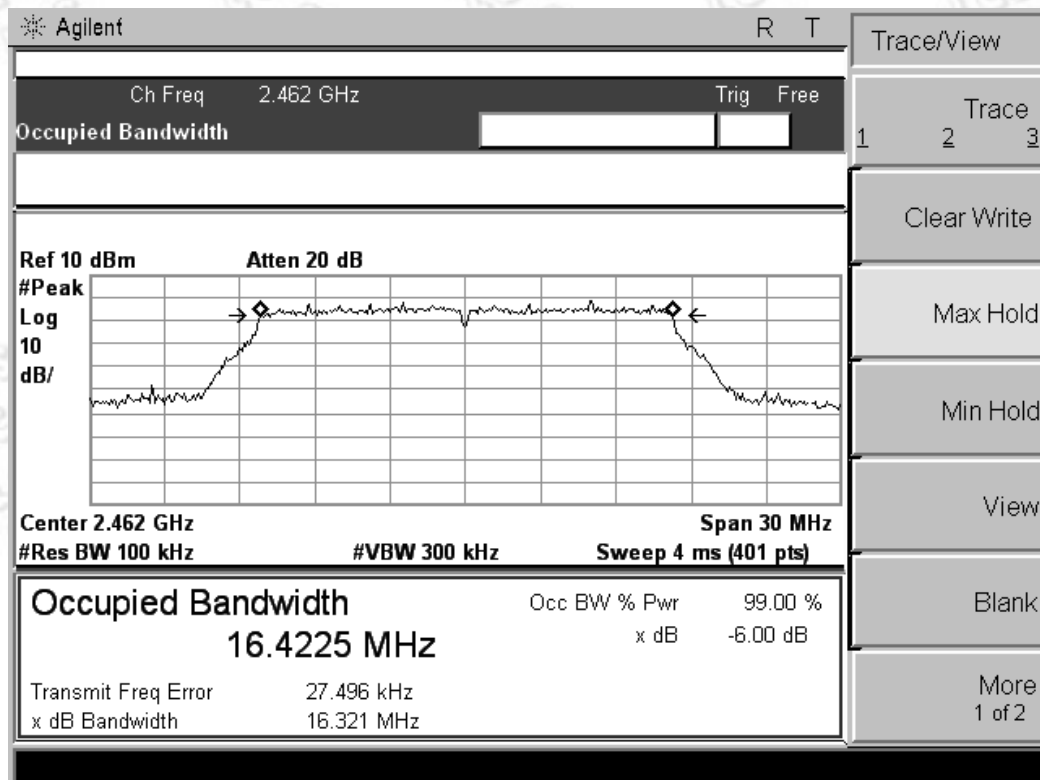 Agilent R T
Trace/View
Ch Freq 2.462 GHz Trig Free
Occupied Bandwidth
Trace
1 2 3
Clear Write
Ref 10 dBm Atten 20 dB
#Peak
Log
10
dB/
Max Hold
Min Hold
View
Center 2.462 GHz Span 30 MHz
#Res BW 100 kHz #VBW 300 kHz Sweep 4 ms (401 pts)
Occupied Bandwidth
16.4225 MHz
Occ BW % Pwr 99.00 %
x dB -6.00 dB
Transmit Freq Error 27.496 kHz
x dB Bandwidth 16.321 MHz
Blank
More
1 of 2